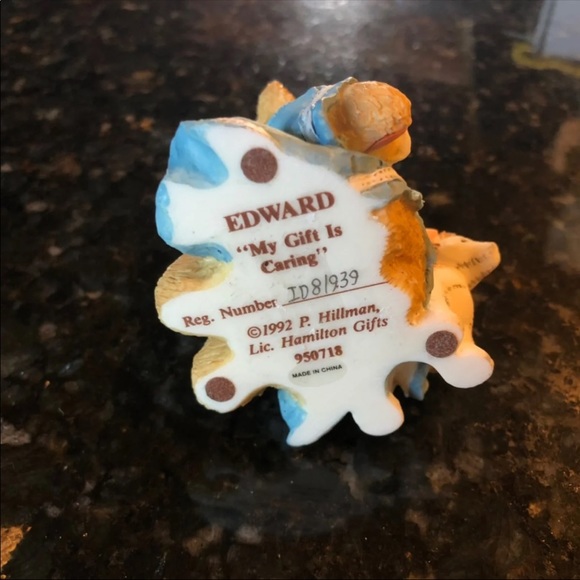 EDWARD
"My Gift Is
Caring"
Reg. Number ID8/939
©1992 P. Hillman,
Lic. Hamilton Gifts
950718
MADE IN CHINA